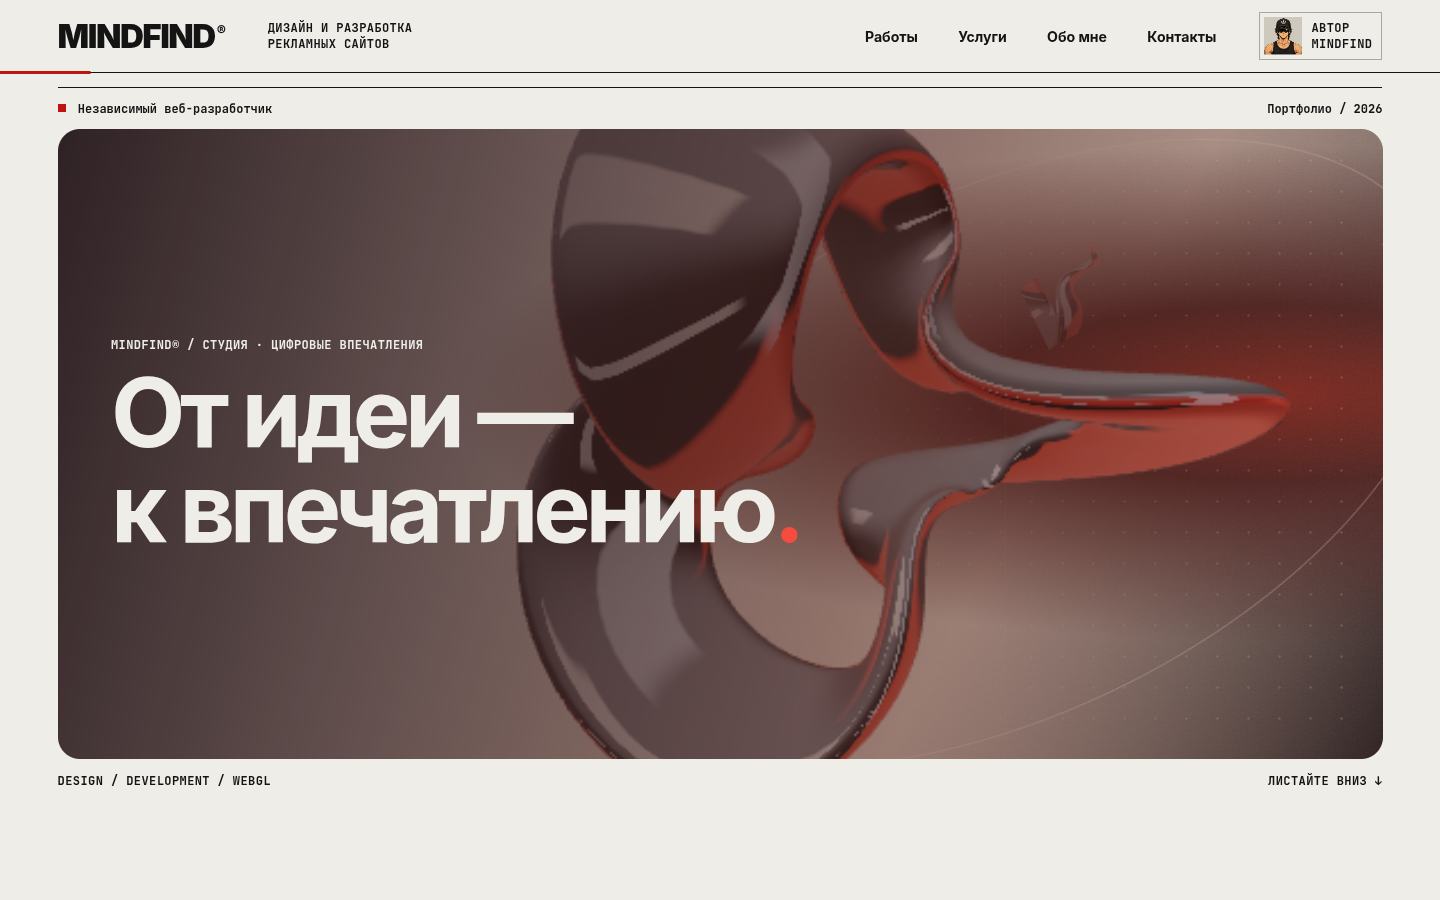 MINDFIND®
ДИЗАЙН И РАЗРАБОТКА
РЕКЛАМНЫХ САЙТОВ
Работы
Услуги
Обо мне
Контакты
АВТОР
MINDFIND
Независимый веб-разработчик
Портфолио / 2026
MINDFIND® / СТУДИЯ · ЦИФРОВЫЕ ВПЕЧАТЛЕНИЯ
От идеи —
к впечатлению.
DESIGN / DEVELOPMENT / WEBGL
ЛИСТАЙТЕ ВНИЗ ↓